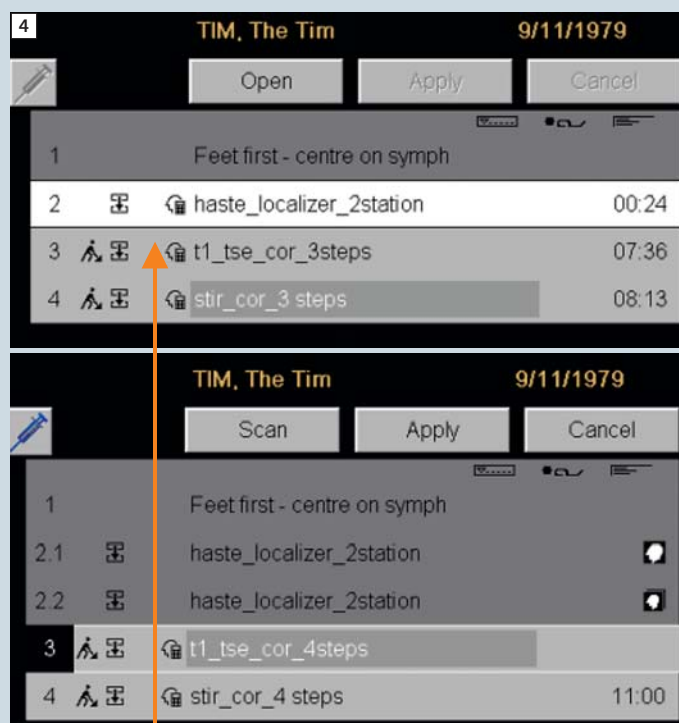 4
TIM, The Tim 9/11/1979
Open Apply Cancel
1 Feet first - centre on symph
2 haste_localizer_2station 00:24
3 t1_tse_cor_3steps 07:36
4 stir_cor_3 steps 08:13
TIM, The Tim 9/11/1979
Scan Apply Cancel
1 Feet first - centre on symph
2.1 haste_localizer_2station
2.2 haste_localizer_2station
3 t1_tse_cor_4steps
4 stir_cor_4 steps 11:00